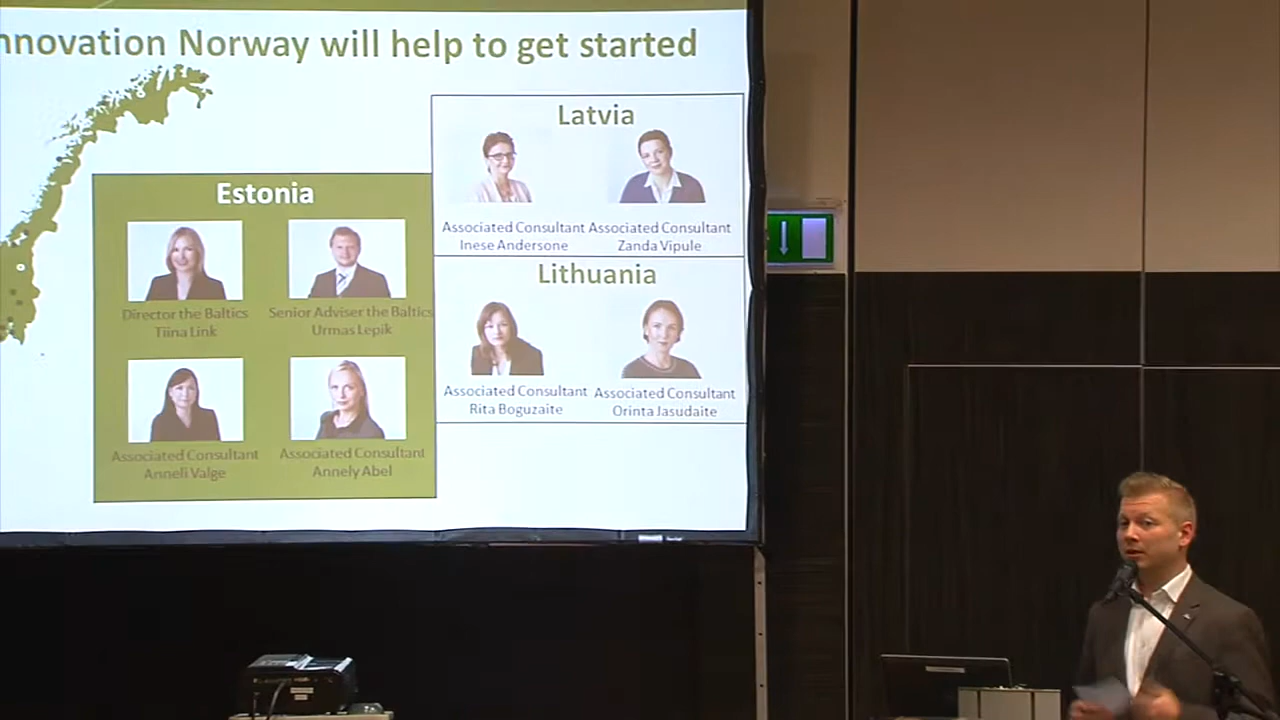 nnovation Norway will help to get started
Latvia
Associated Consultant
Inese Andersone
Associated Consultant
Zanda Vipule
Estonia
Director the Baltics
Tiina Link
Senior Adviser the Baltics
Urmas Lepik
Associated Consultant
Anneli Valge
Associated Consultant
Annely Abel
Lithuania
Associated Consultant
Rita Boguzaite
Associated Consultant
Orinta Jasudaite